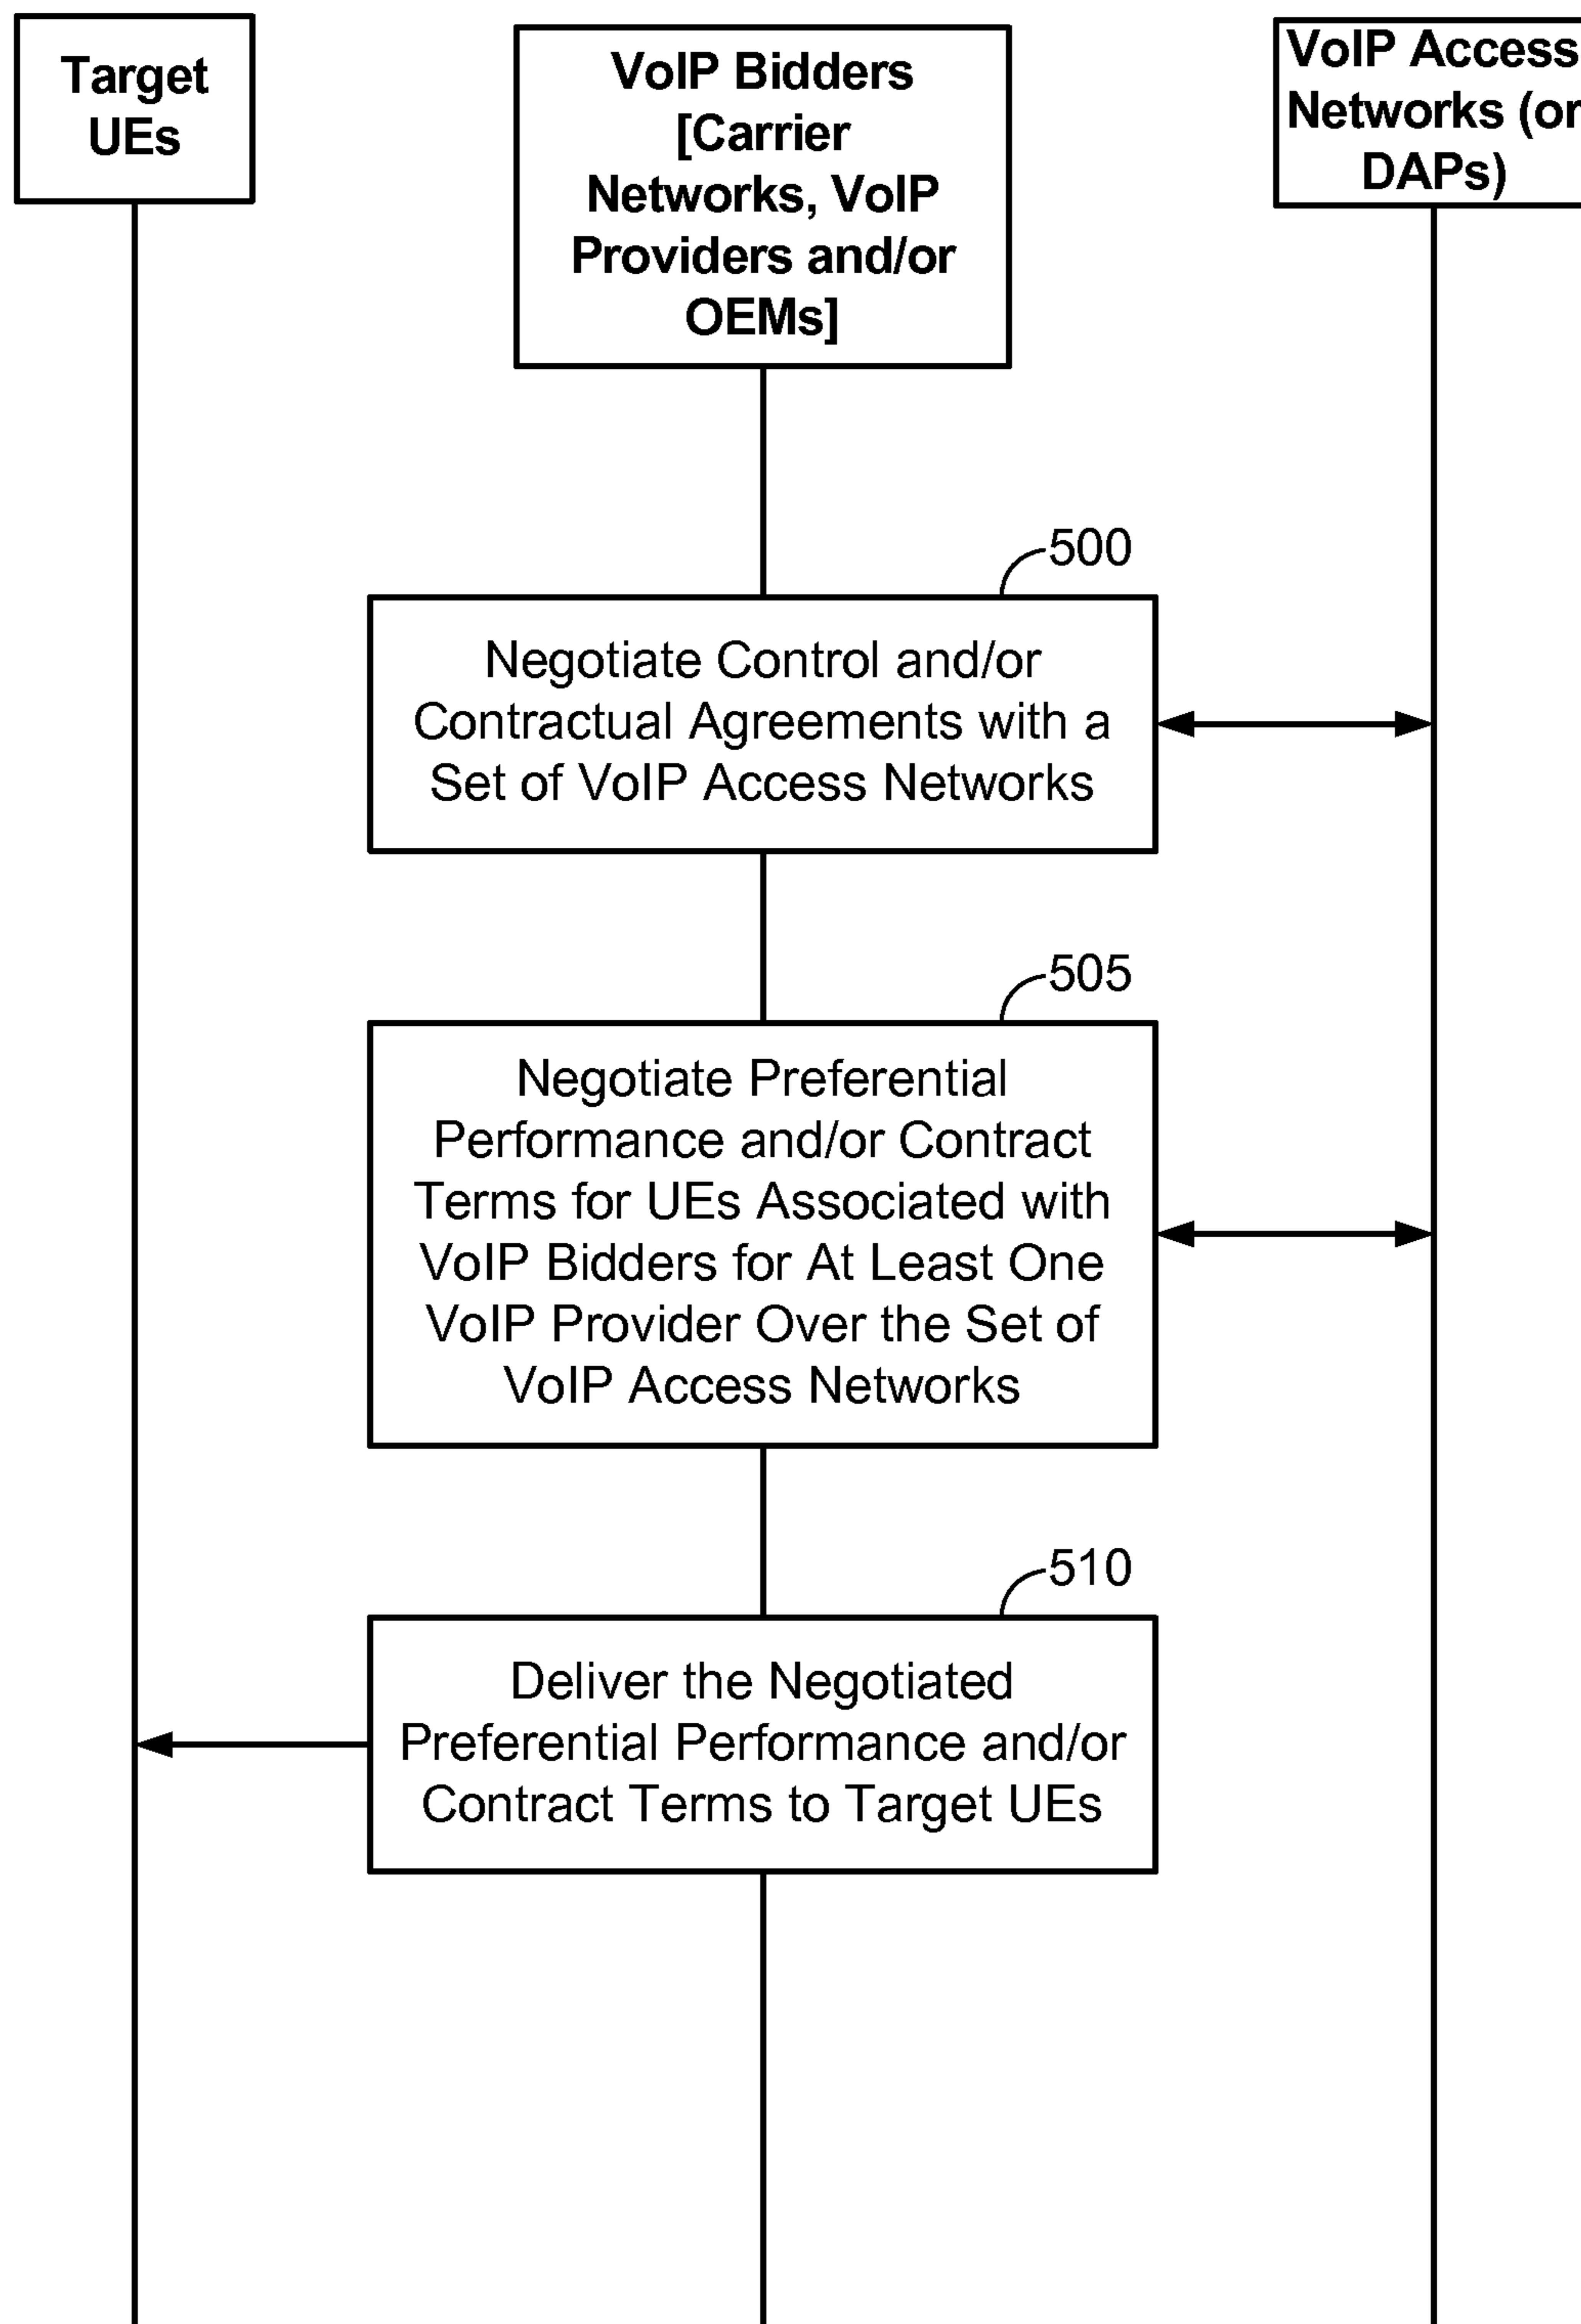 Target
UEs
VoIP Bidders
[Carrier
Networks, VoIP
Providers and/or
OEMs]
VoIP Access
Networks (or
DAPs)
500
Negotiate Control and/or
Contractual Agreements with a
Set of VoIP Access Networks
505
Negotiate Preferential
Performance and/or Contract
Terms for UEs Associated with
VoIP Bidders for At Least One
VoIP Provider Over the Set of
VoIP Access Networks
510
Deliver the Negotiated
Preferential Performance and/or
Contract Terms to Target UEs